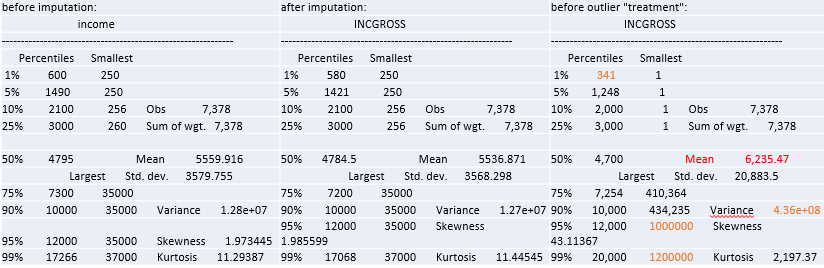 before imputation: after imputation: before outlier "treatment":
income INCGROSS INCGROSS
------------------------------------------------------------- ------------------------------------------------------------- -------------------------------------------------------------
Percentiles Smallest Percentiles Smallest Percentiles Smallest
1% 600 250 1% 580 250 1% 341 1
5% 1490 250 5% 1421 250 5% 1,248 1
10% 2100 256 Obs 7,378 10% 2100 256 Obs 7,378 10% 2,000 1 Obs 7,378
25% 3000 260 Sum of wgt. 7,378 25% 3000 256 Sum of wgt. 7,378 25% 3,000 1 Sum of wgt. 7,378
50% 4795 Mean 5559.916 50% 4784.5 Mean 5536.871 50% 4,700 Mean 6,235.47
Largest Std. dev. 3579.755 Largest Std. dev. 3568.298 Largest Std. dev. 20,883.5
75% 7300 35000 75% 7200 35000 75% 7,254 410,364
90% 10000 35000 Variance 1.28e+07 90% 10000 35000 Variance 1.27e+07 90% 10,000 434,235 Variance 4.36e+08
95% 12000 35000 Skewness 95% 12,000 1000000 Skewness
95% 12000 35000 Skewness 1.973445 1.985599 43.11367
99% 17266 37000 Kurtosis 11.29387 99% 17068 37000 Kurtosis 11.44545 99% 20,000 1200000 Kurtosis 2,197.37